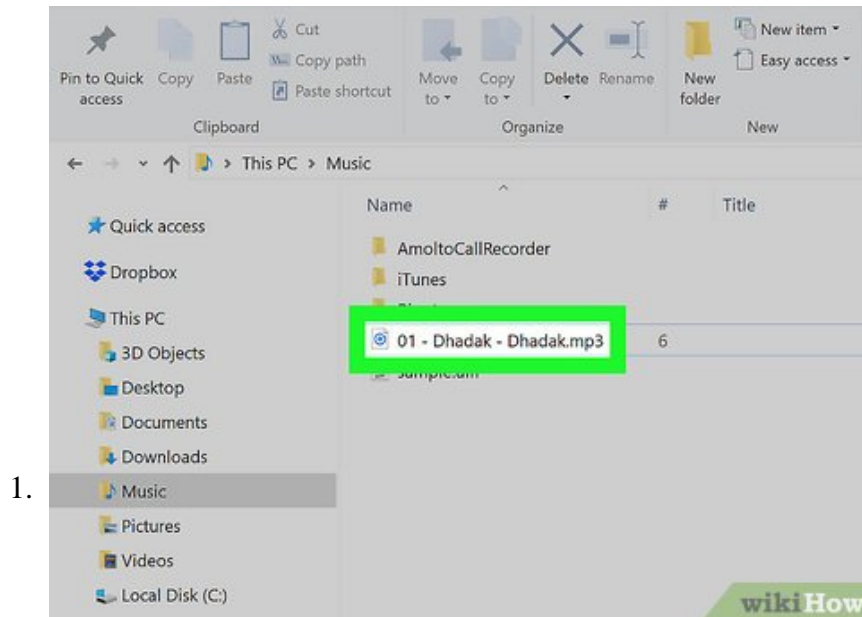 Cut
Copy path
Paste shortcut
Pin to Quick access
Copy
Paste
Move to
Copy to
Delete
Rename
New folder
New item
Easy access
Clipboard
Organize
New
This PC > Music
Name
#
Title
Quick access
Dropbox
This PC
3D Objects
Desktop
Documents
Downloads
Music
Pictures
Videos
Local Disk (C:)
AmoltoCallRecorder
iTunes
01 - Dhadak - Dhadak.mp3 6
1.
wikiHow